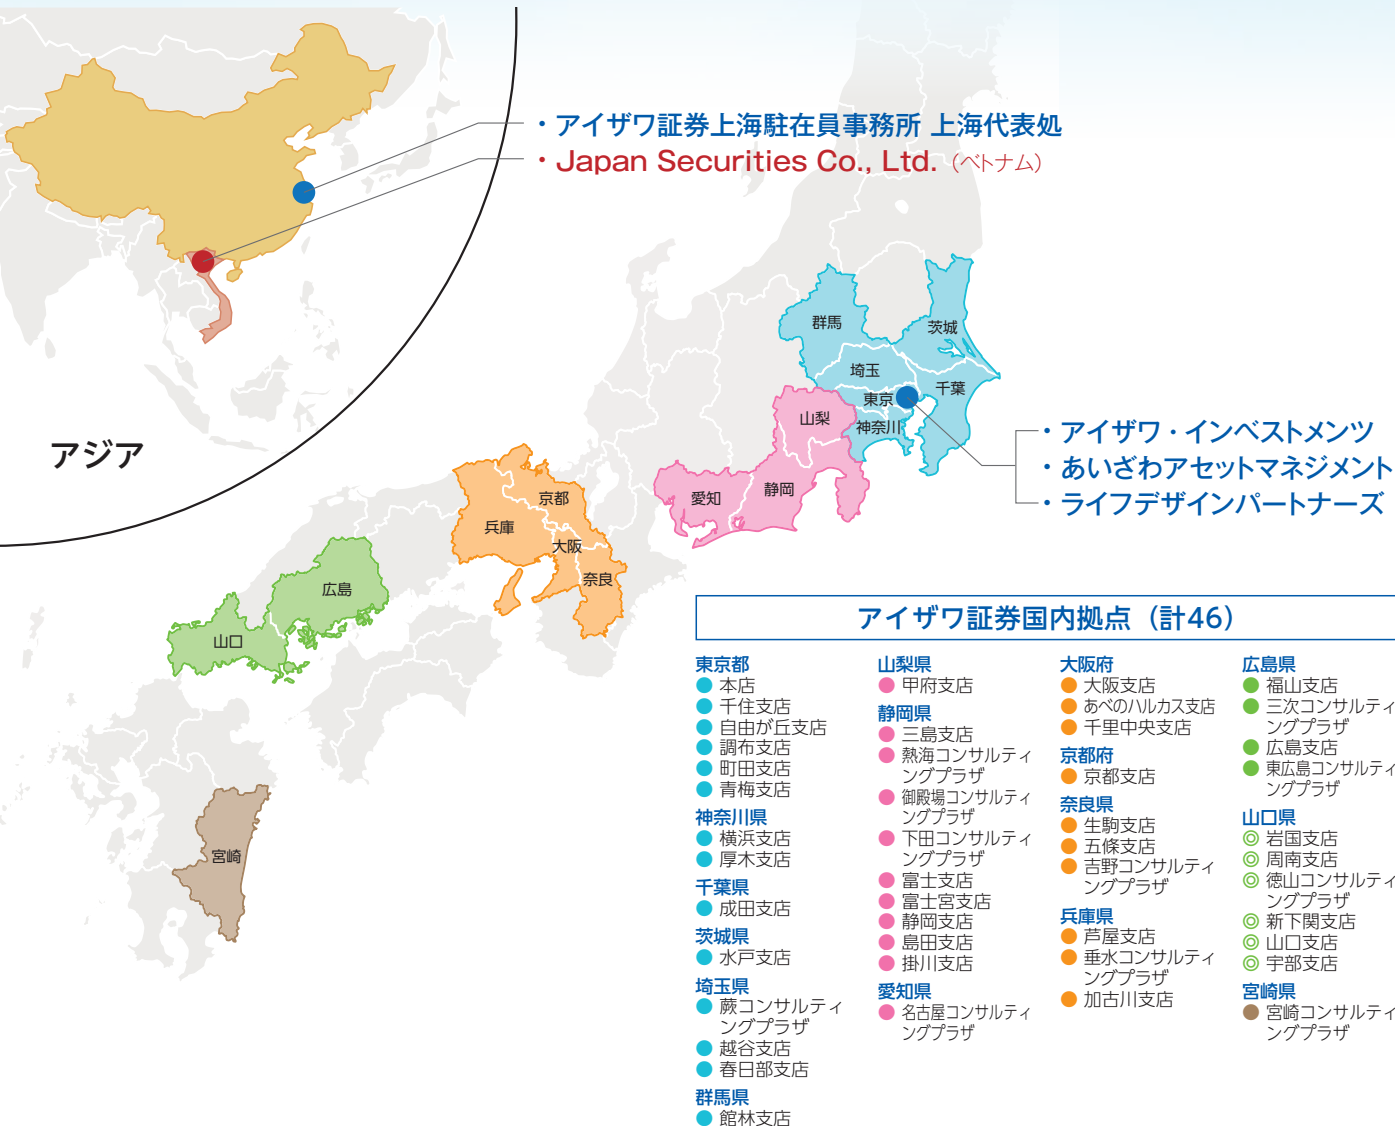 ・アイザワ証券上海駐在員事務所 上海代表処
・Japan Securities Co., Ltd.（ベトナム）
アジア
群馬
茨城
埼玉
千葉
東京
神奈川
山梨
静岡
愛知
京都
兵庫
大阪
奈良
広島
山口
宮崎
・アイザワ・インベストメンツ
・あいざわアセットマネジメント
・ライフデザインパートナーズ
アイザワ証券国内拠点（計46）
東京都
● 本店
● 千住支店
● 自由が丘支店
● 調布支店
● 町田支店
● 青梅支店
神奈川県
● 横浜支店
● 厚木支店
千葉県
● 成田支店
茨城県
● 水戸支店
埼玉県
● 蕨コンサルティ
ングプラザ
● 越谷支店
● 春日部支店
群馬県
● 館林支店
山梨県
● 甲府支店
静岡県
● 三島支店
● 熱海コンサルティ
ングプラザ
● 御殿場コンサルティ
ングプラザ
● 下田コンサルティ
ングプラザ
● 富士支店
● 富士宮支店
● 静岡支店
● 島田支店
● 掛川支店
愛知県
● 名古屋コンサルティ
ングプラザ
大阪府
● 大阪支店
● あべのハルカス支店
● 千里中央支店
京都府
● 京都支店
奈良県
● 生駒支店
● 五條支店
● 吉野コンサルティ
ングプラザ
兵庫県
● 芦屋支店
● 垂水コンサルティ
ングプラザ
● 加古川支店
広島県
● 福山支店
● 三次コンサルティ
ングプラザ
● 広島支店
● 東広島コンサルティ
ングプラザ
山口県
◎ 岩国支店
◎ 周南支店
◎ 徳山コンサルティ
ングプラザ
◎ 新下関支店
◎ 山口支店
◎ 宇部支店
宮崎県
● 宮崎コンサルティ
ングプラザ